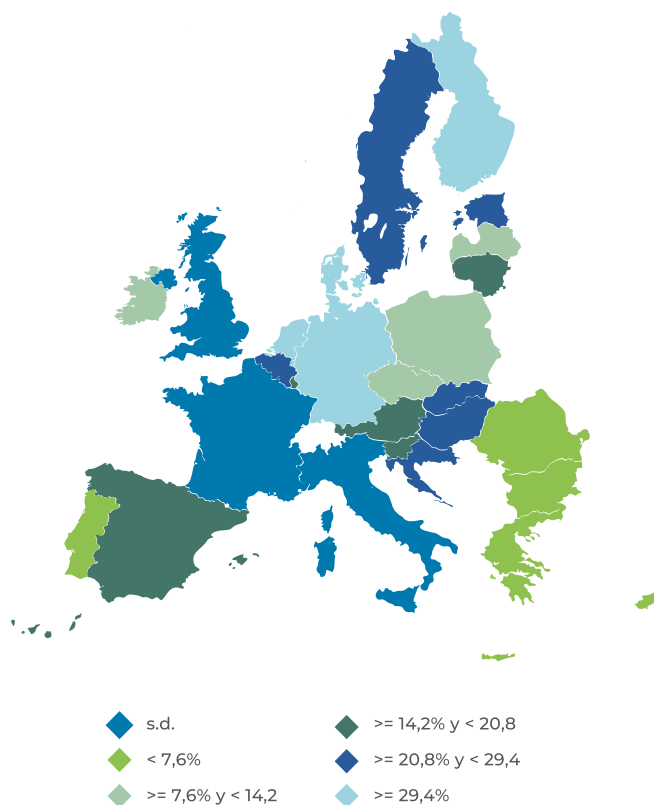 s.d.
< 7,6%
>= 7,6% y < 14,2
>= 14,2% y < 20,8
>= 20,8% y < 29,4
>= 29,4%